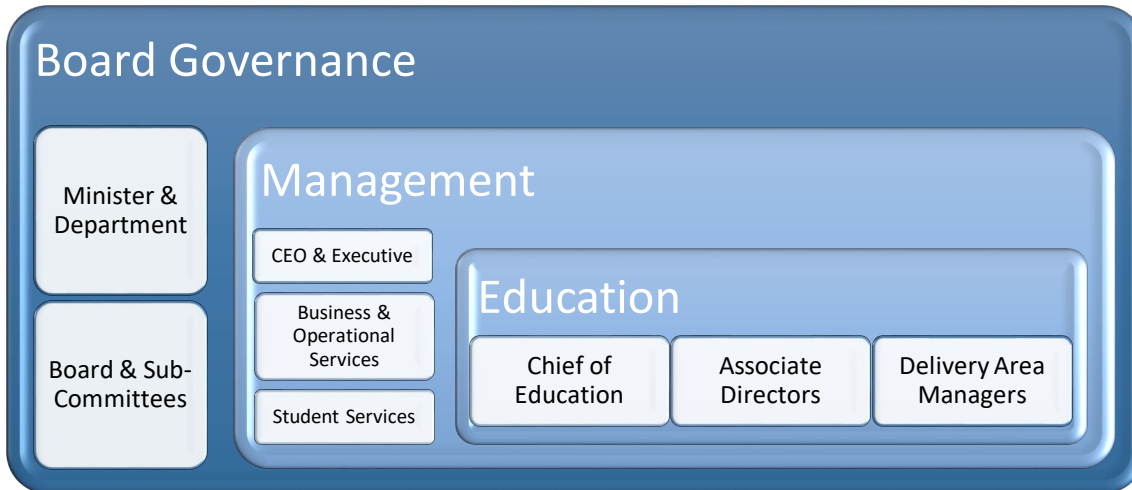 Board Governance
Minister &
Department
Board & Sub-
Committees
Management
CEO & Executive
Business &
Operational
Services
Student Services
Education
Chief of
Education
Associate
Directors
Delivery Area
Managers